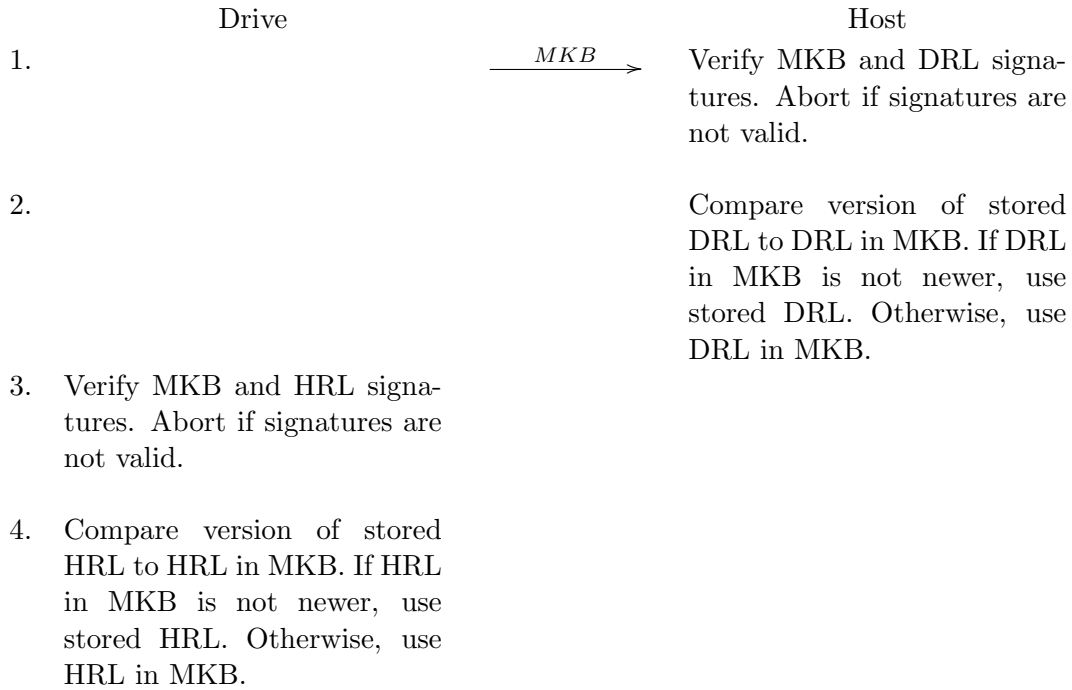 Drive Host
1. MKB Verify MKB and DRL signa-
tures. Abort if signatures are
not valid.
2. Compare version of stored
DRL to DRL in MKB. If DRL
in MKB is not newer, use
stored DRL. Otherwise, use
DRL in MKB.
3. Verify MKB and HRL signa-
tures. Abort if signatures are
not valid.
4. Compare version of stored
HRL to HRL in MKB. If HRL
in MKB is not newer, use
stored HRL. Otherwise, use
HRL in MKB.